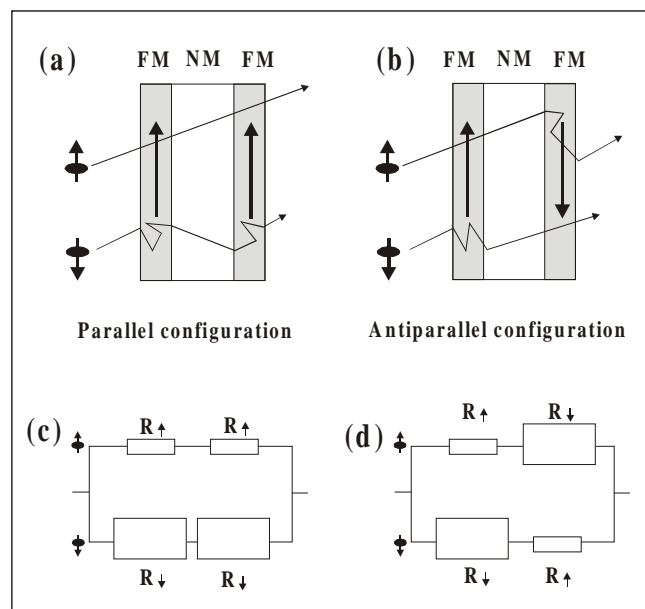 (a) FM NM FM
(b) FM NM FM
Parallel configuration
Antiparallel configuration
(c) R↑ R↑
R↓ R↓
(d) R↑ R↓
R↓ R↑